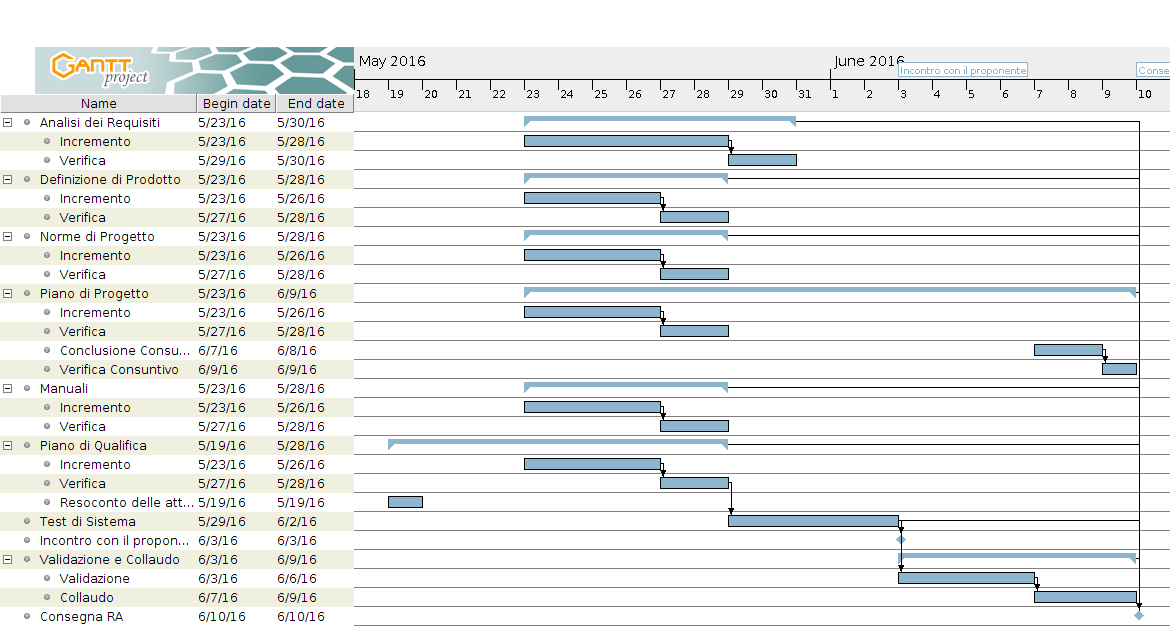 GANTT project
May 2016
June 2016
Incontro con il proponente
Conse
18 19 20 21 22 23 24 25 26 27 28 29 30 31 1 2 3 4 5 6 7 8 9 10
Name Begin date End date
Analisi dei Requisiti 5/23/16 5/30/16
Incremento 5/23/16 5/28/16
Verifica 5/29/16 5/30/16
Definizione di Prodotto 5/23/16 5/28/16
Incremento 5/23/16 5/26/16
Verifica 5/27/16 5/28/16
Norme di Progetto 5/23/16 5/28/16
Incremento 5/23/16 5/26/16
Verifica 5/27/16 5/28/16
Piano di Progetto 5/23/16 6/9/16
Incremento 5/23/16 5/26/16
Verifica 5/27/16 5/28/16
Conclusione Consu... 6/7/16 6/8/16
Verifica Consuntivo 6/9/16 6/9/16
Manuali 5/23/16 5/28/16
Incremento 5/23/16 5/26/16
Verifica 5/27/16 5/28/16
Piano di Qualifica 5/19/16 5/28/16
Incremento 5/23/16 5/26/16
Verifica 5/27/16 5/28/16
Resoconto delle att... 5/19/16 5/19/16
Test di Sistema 5/29/16 6/2/16
Incontro con il propon... 6/3/16 6/3/16
Validazione e Collaudo 6/3/16 6/9/16
Validazione 6/3/16 6/6/16
Collaudo 6/7/16 6/9/16
Consegna RA 6/10/16 6/10/16